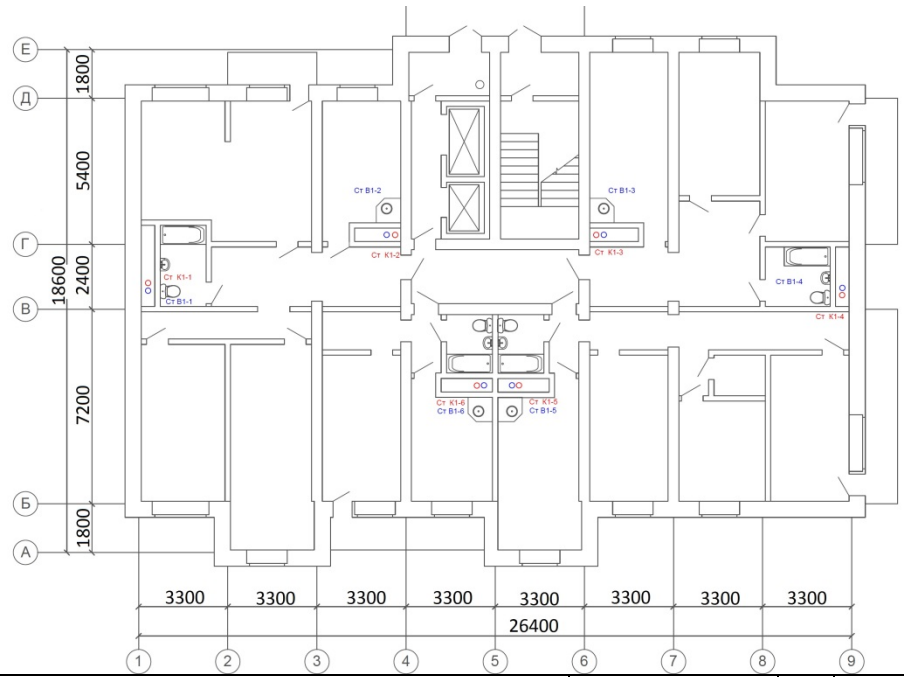 Е
1800
Д
5400
Ст В1-2
Ст В1-3
Г
Ст К1-2
Ст К1-3
18600
2400
Ст К1-1
Ст В1-1
Ст В1-4
В
Ст К1-4
7200
Ст К1-6
Ст В1-6
Ст К1-5
Ст В1-5
Б
1800
А
3300 3300 3300 3300 3300 3300 3300 3300
26400
1 2 3 4 5 6 7 8 9